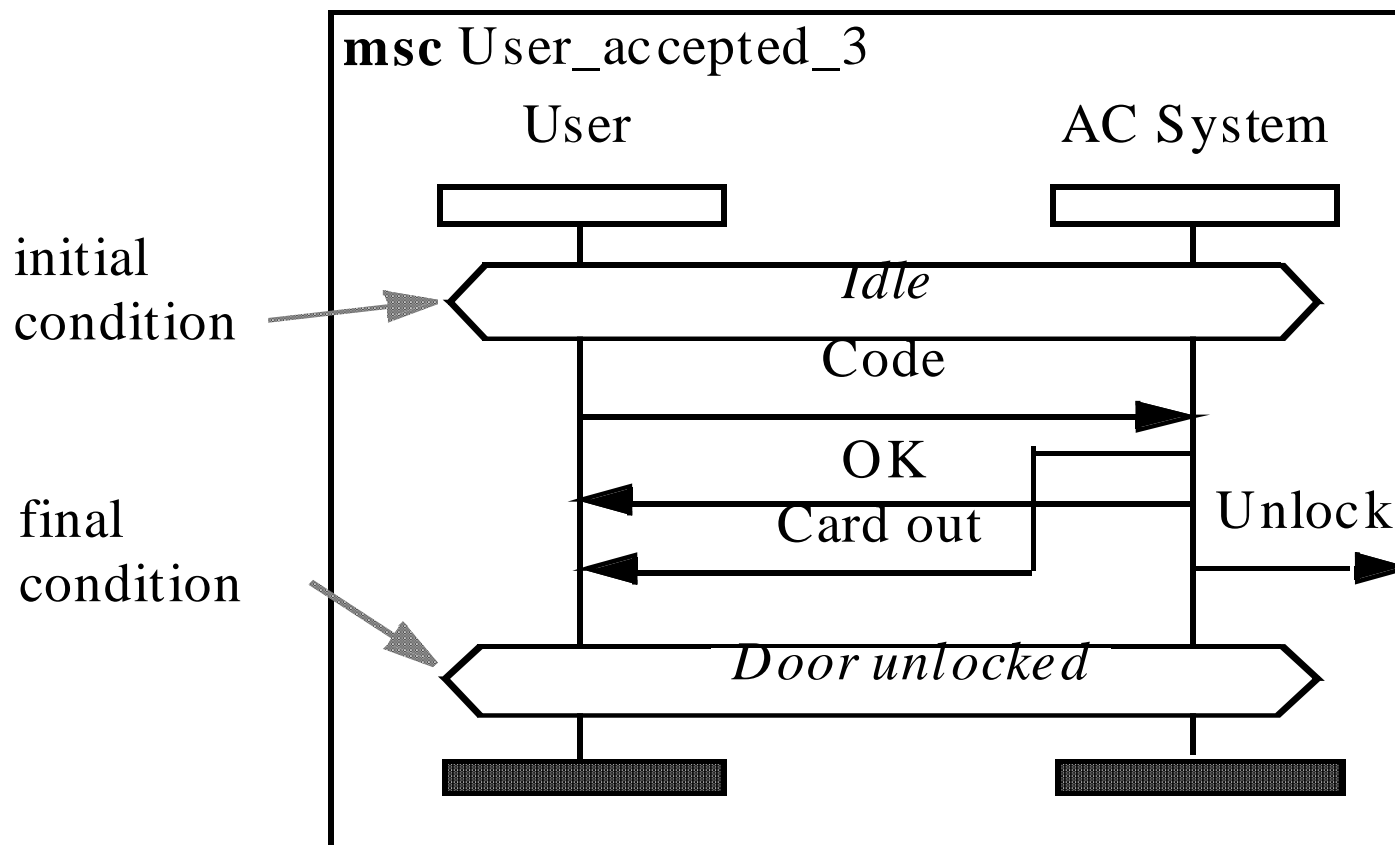 msc User_accepted_3
User
AC System
initial
condition
Idle
Code
OK
Unlock
Card out
final
condition
Door unlocked